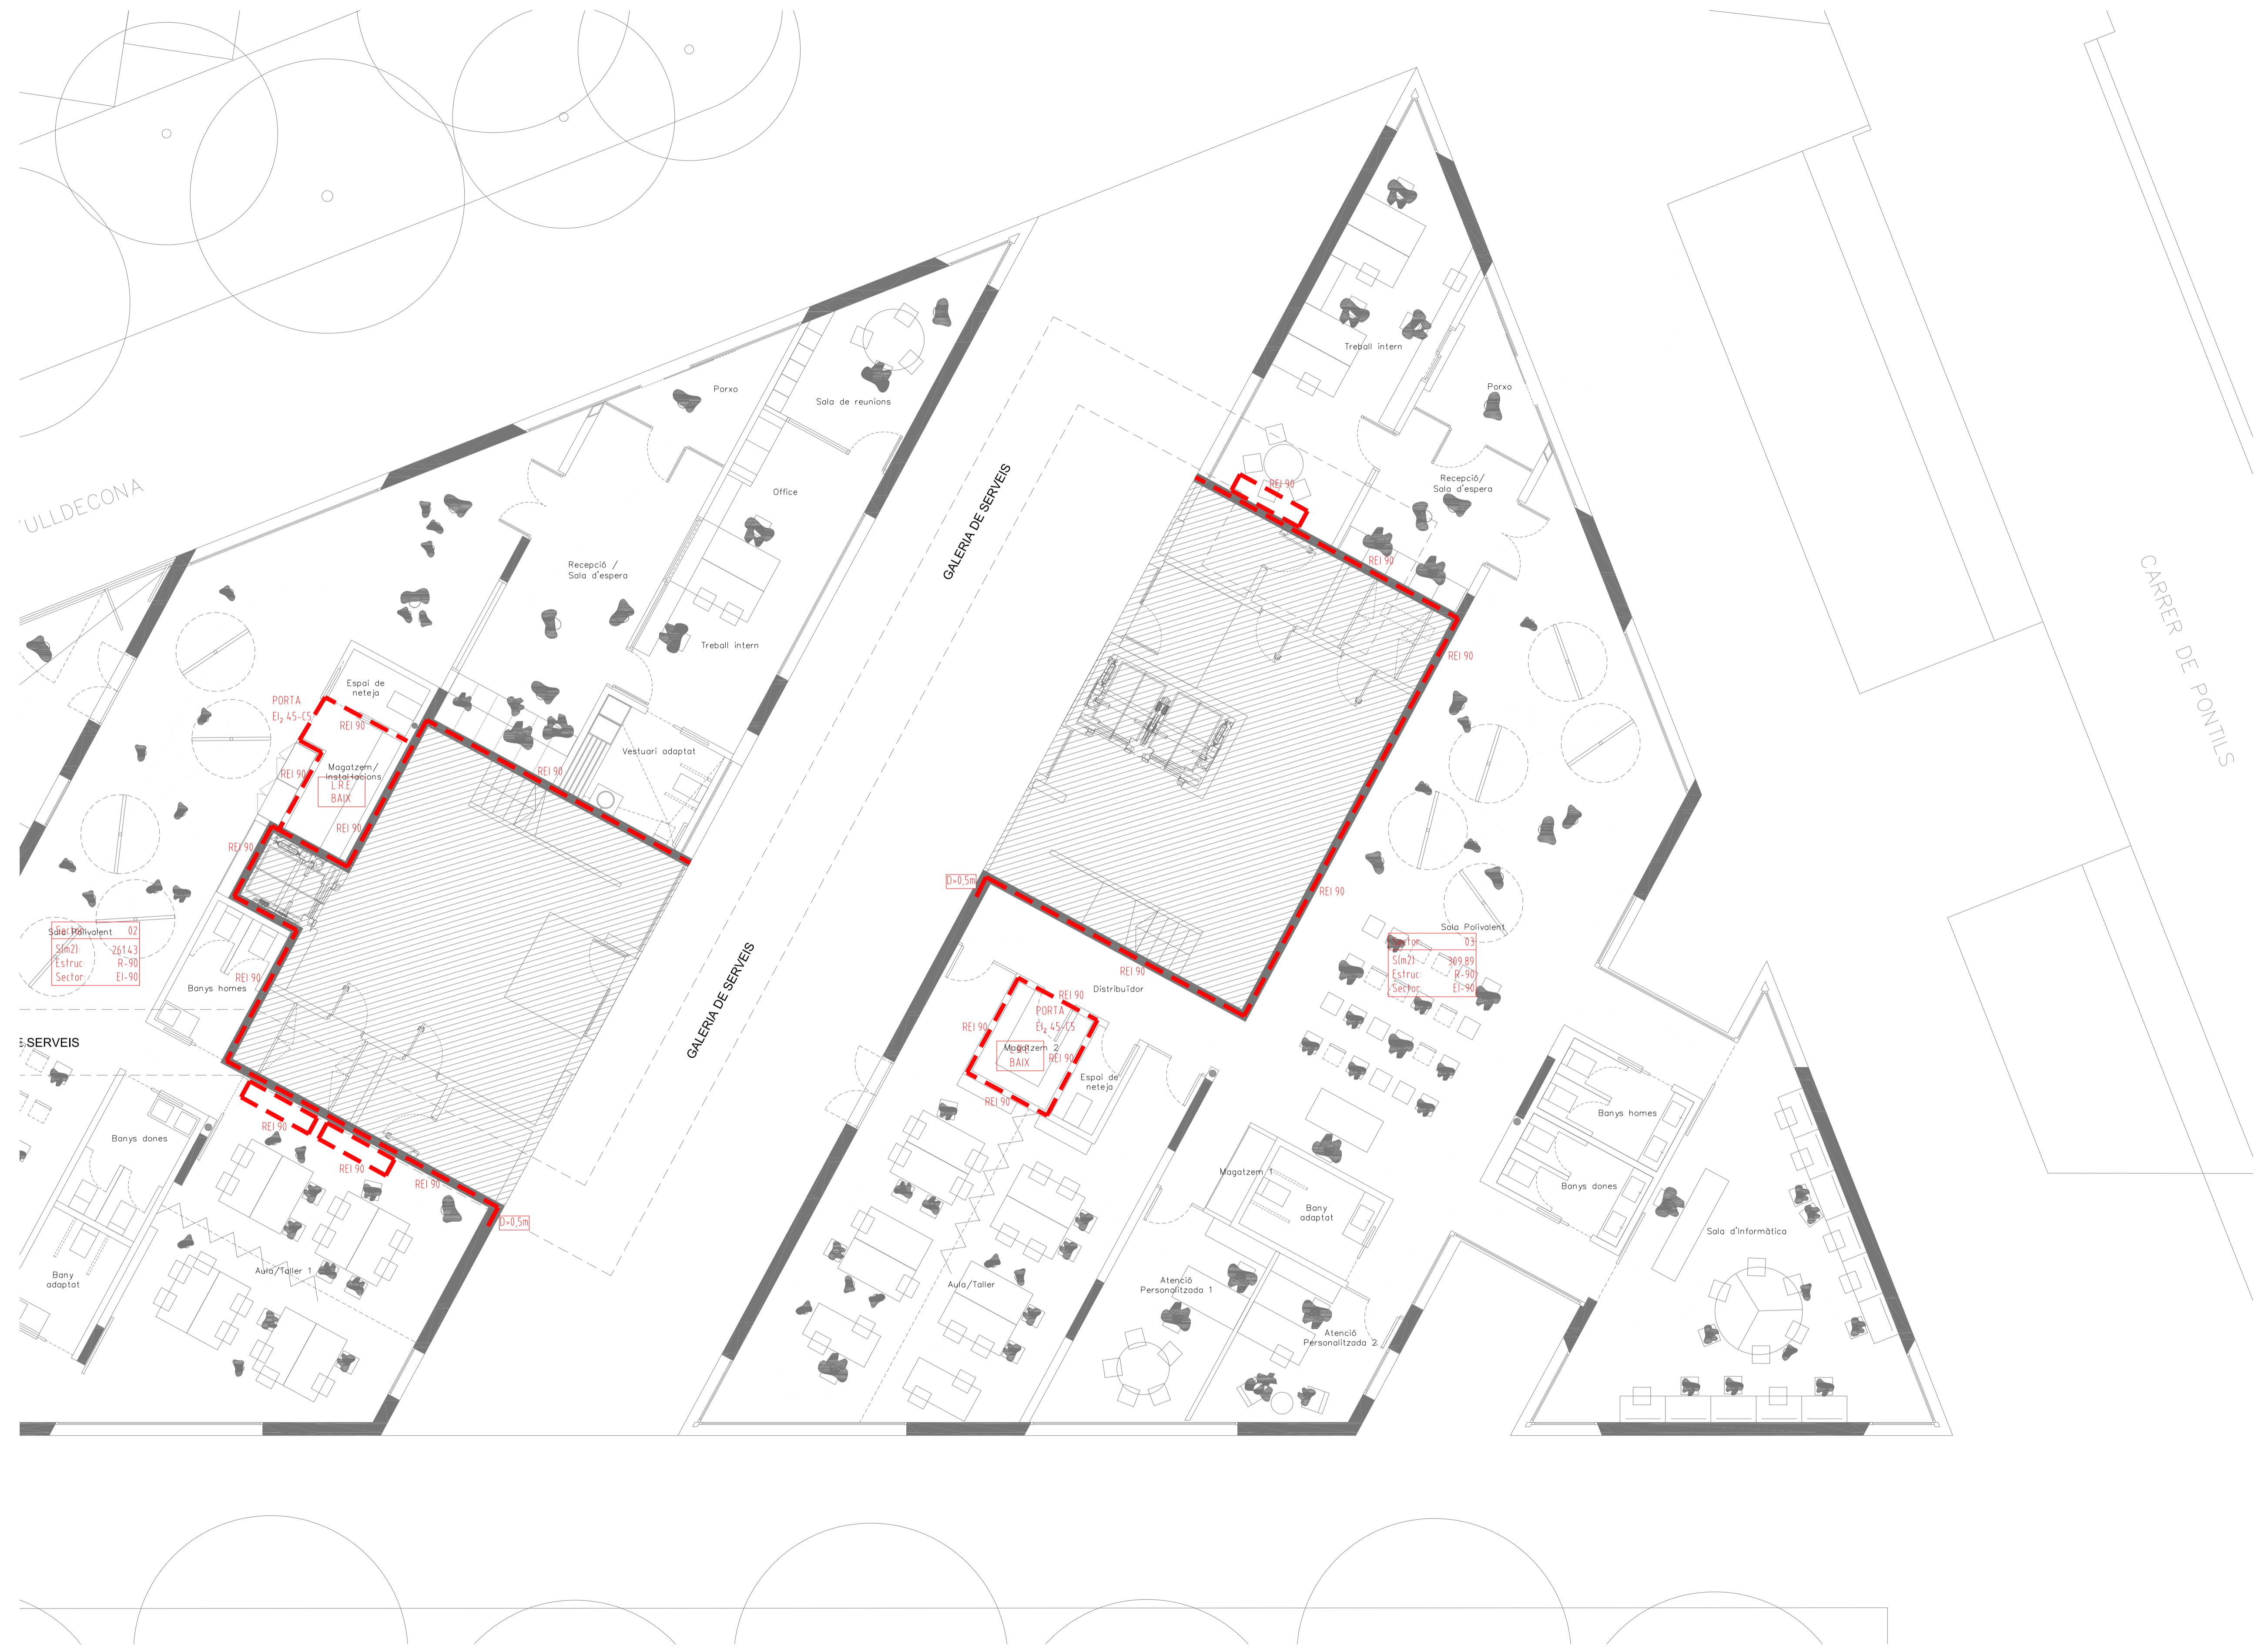 Treball intern
Porxo
Sala de reunions
Porxo
REI 90
Recepció/
Sala d'espera
Office
'ULLDECONA
GALERIA DE SERVEIS
REI 90
CARRER DE PONTILS
Recepció /
Sala d'espera
Treball intern
REI 90
Espai de
neteja
PORTA
EI₂ 45-C5
REI 90
Vestuari adaptat
REI 90
REI 90
Magatzem/
Instal·lacions
L R E
BAIX
REI 90
REI 90
D>0,5m
REI 90
Sala Polivalent
Sector 02
S(m2) 261.43
Estruc R-90
Sector EI-90
Sala Polivalent
Sector 03
S(m2) 309.89
Estruc R-90
Sector EI-90
REI 90
REI 90
Banys homes
Distribuïdor
REI 90
PORTA
EI₂ 45-C5
REI 90
Magatzem 2
L R E
BAIX
REI 90
GALERIA DE SERVEIS
E SERVEIS
Espai de
neteja
REI 90
Banys homes
REI 90
Banys dones
REI 90
REI 90
Magatzem 1
Banys dones
Bany
adaptat
D>0,5m
Sala d'Informàtica
Aula/Taller 1
Bany
adaptat
Aula/Taller
Atenció
Personalitzada 1
Atenció
Personalitzada 2